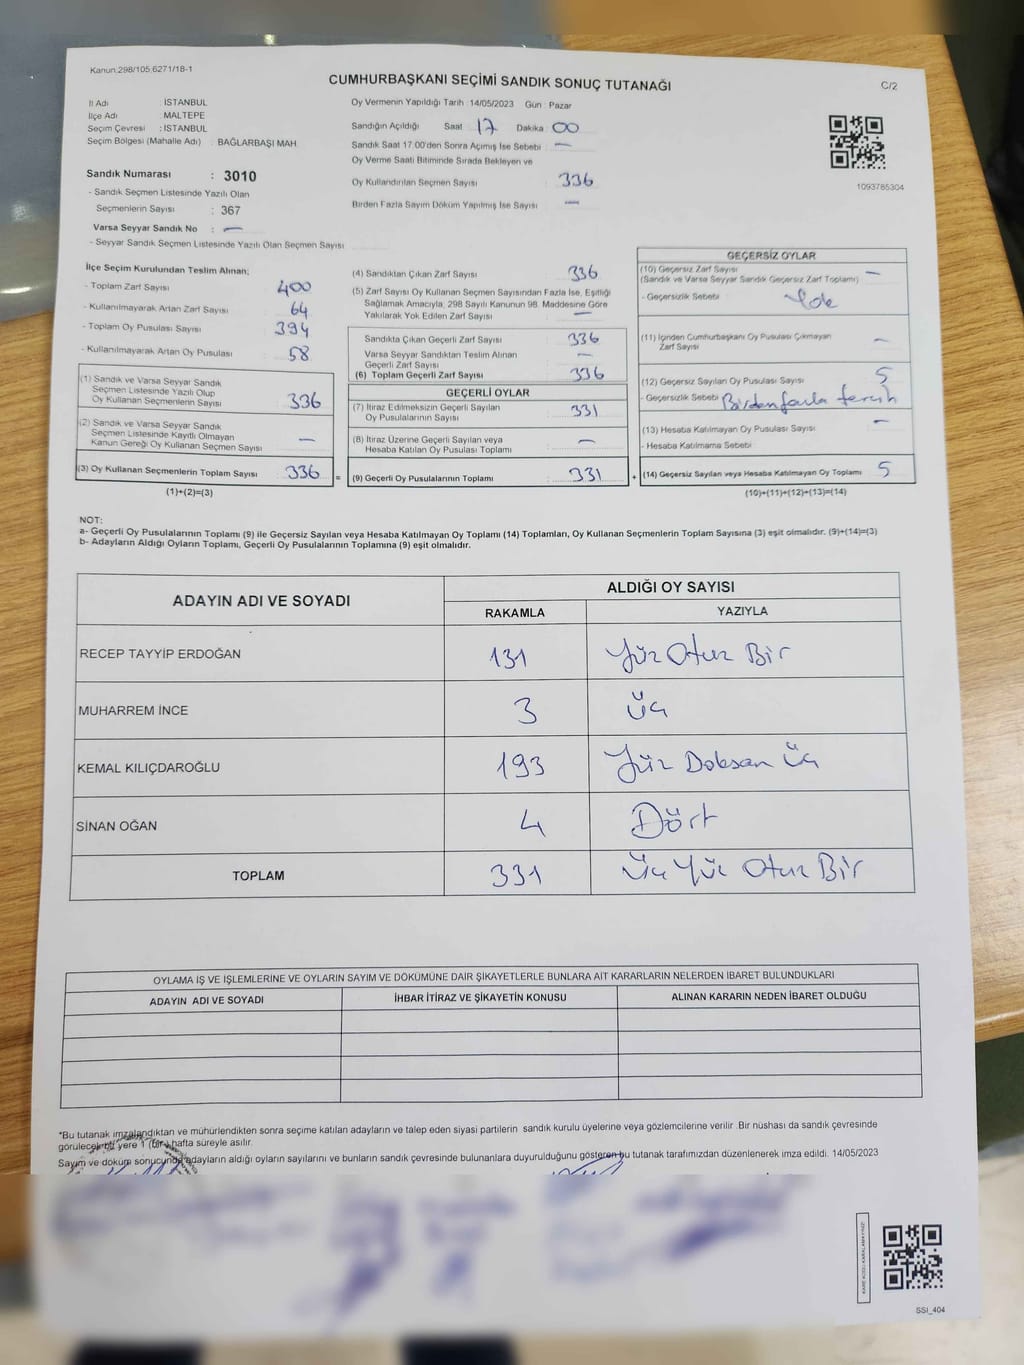 Kanun:298/105,6271/18-1
CUMHURBAŞKANI SEÇİMİ SANDIK SONUÇ TUTANAĞI
C/2
İl Adı : İSTANBUL
İlçe Adı : MALTEPE
Seçim Çevresi : İSTANBUL
Seçim Bölgesi (Mahalle Adı) : BAĞLARBAŞI MAH.
Sandık Numarası : 3010
- Sandık Seçmen Listesinde Yazılı Olan
Seçmenlerin Sayısı : 367
Varsa Seyyar Sandık No : —
- Seyyar Sandık Seçmen Listesinde Yazılı Olan Seçmen Sayısı
Oy Vermenin Yapıldığı Tarih :14/05/2023 Gün : Pazar
Sandığın Açıldığı Saat 17 Dakika : 00
Sandık Saat 17.00'den Sonra Açımış İse Sebebi : —
Oy Verme Saati Bitiminde Sırada Bekleyen ve
Oy Kullandırılan Seçmen Sayısı : 336
Birden Fazla Sayım Döküm Yapılmış İse Sayısı : —
1093785304
İlçe Seçim Kurulundan Teslim Alınan;
- Toplam Zarf Sayısı : 400
- Kullanılmayarak Artan Zarf Sayısı : 64
- Toplam Oy Pusulası Sayısı : 394
- Kullanılmayarak Artan Oy Pusulası : 58
(1) Sandık ve Varsa Seyyar Sandık
Seçmen Listesinde Yazılı Olup
Oy Kullanan Seçmenlerin Sayısı : 336
(2) Sandık ve Varsa Seyyar Sandık
Seçmen Listesinde Kayıtlı Olmayan
Kanun Gereği Oy Kullanan Seçmen Sayısı : —
(3) Oy Kullanan Seçmenlerin Toplam Sayısı : 336
(1)+(2)=(3)
=
(4) Sandıktan Çıkan Zarf Sayısı : 336
(5) Zarf Sayısı Oy Kullanan Seçmen Sayısından Fazla İse, Eşitliği
Sağlamak Amacıyla, 298 Sayılı Kanunun 98. Maddesine Göre
Yakılarak Yok Edilen Zarf Sayısı : —
Sandıkta Çıkan Geçerli Zarf Sayısı : 336
Varsa Seyyar Sandıktan Teslim Alınan
Geçerli Zarf Sayısı : —
(6) Toplam Geçerli Zarf Sayısı : 336
GEÇERLİ OYLAR
(7) İtiraz Edilmeksizin Geçerli Sayılan
Oy Pusulasının Sayısı : 331
(8) İtiraz Üzerine Geçerli Sayılan veya
Hesaba Katılan Oy Pusulası Toplamı : —
(9) Geçerli Oy Pusulalarının Toplamı : 331
+
GEÇERSİZ OYLAR
(10) Geçersiz Zarf Sayısı : —
(Sandık ve Varsa Seyyar Sandık Geçersiz Zarf Toplamı)
- Geçersizlik Sebebi :
(11) İçinden Cumhurbaşkanı Oy Pusulası Çıkmayan
Zarf Sayısı : —
(12) Geçersiz Sayılan Oy Pusulası Sayısı : 5
- Geçersizlik Sebebi : Birden fazla tercih
(13) Hesaba Katılmayan Oy Pusulası Sayısı : —
- Hesaba Katılmama Sebebi
(14) Geçersiz Sayılan veya Hesaba Katılmayan Oy Toplamı : 5
(10)+(11)+(12)+(13)=(14)
NOT:
a- Geçerli Oy Pusulalarının Toplamı (9) ile Geçersiz Sayılan veya Hesaba Katılmayan Oy Toplamı (14) Toplamları, Oy Kullanan Seçmenlerin Toplam Sayısına (3) eşit olmalıdır. (9)+(14)=(3)
b- Adayların Aldığı Oyların Toplamı, Geçerli Oy Pusulalarının Toplamına (9) eşit olmalıdır.
ADAYIN ADI VE SOYADI
ALDIĞI OY SAYISI
RAKAMLA YAZIYLA
RECEP TAYYİP ERDOĞAN 131 Yüz Otuz Bir
MUHARREM İNCE 3 Üç
KEMAL KILIÇDAROĞLU 193 Yüz Doksan Üç
SİNAN OĞAN 4 Dört
TOPLAM 331 Üç Yüz Otuz Bir
OYLAMA İŞ VE İŞLEMLERİNE VE OYLARIN SAYIM VE DÖKÜMÜNE DAİR ŞİKAYETLERLE BUNLARA AİT KARARLARIN NELERDEN İBARET BULUNDUKLARI
ADAYIN ADI VE SOYADI İHBAR İTİRAZ VE ŞİKAYETİN KONUSU ALINAN KARARIN NEDEN İBARET OLDUĞU
*Bu tutanak imzalandıktan ve mühürlendikten sonra seçime katılan adayların ve talep eden siyasi partilerin sandık kurulu üyelerine veya gözlemcilerine verilir .Bir nüshası da sandık çevresinde
görülecek bir yere 1 (bir) hafta süreyle asılır.
Sayım ve döküm sonucunda adayların aldığı oyların sayılarını ve bunların sandık çevresinde bulunanlara duyurulduğunu gösteren bu tutanak tarafımızdan düzenlenerek imza edildi. 14/05/2023
KARE KODU KARALAMAYINIZ!
SSI_404